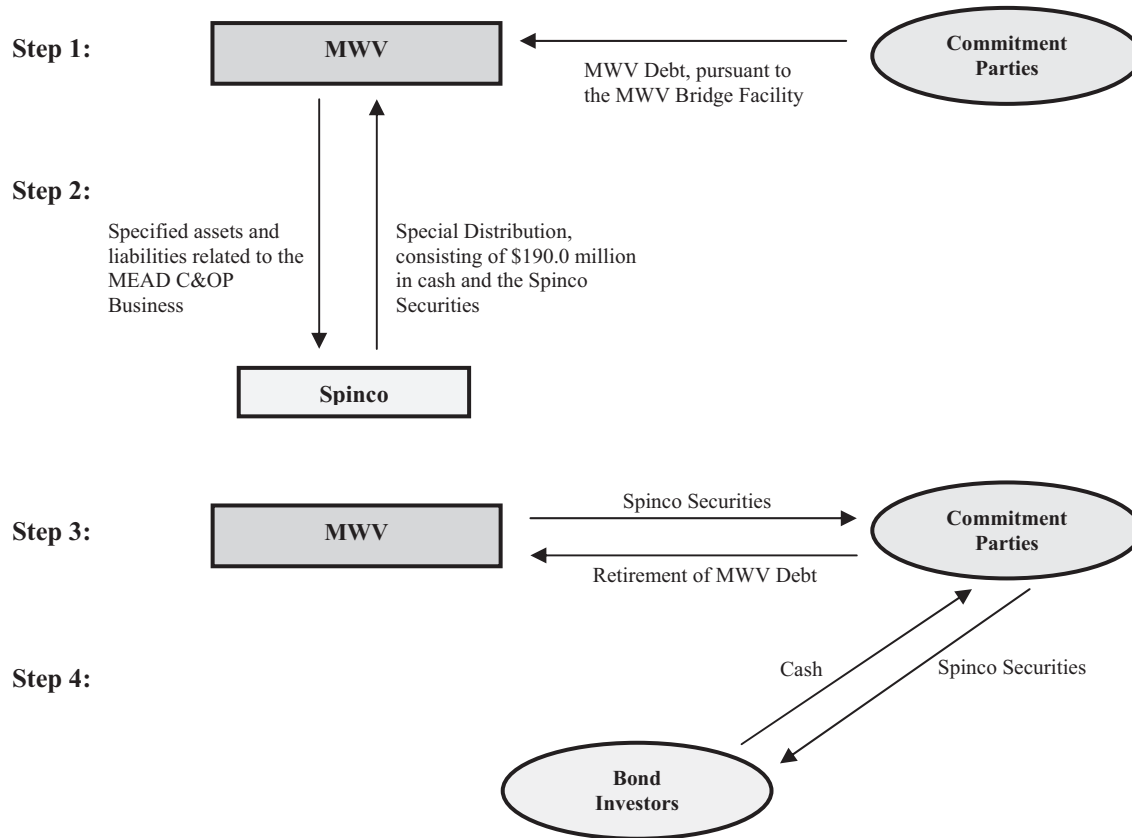 Step 1:
MWV
Commitment
Parties
MWV Debt, pursuant to
the MWV Bridge Facility
Step 2:
Specified assets and
liabilities related to the
MEAD C&OP
Business
Special Distribution,
consisting of $190.0 million
in cash and the Spinco
Securities
Spinco
Step 3:
MWV
Spinco Securities
Retirement of MWV Debt
Commitment
Parties
Step 4:
Cash
Spinco Securities
Bond
Investors